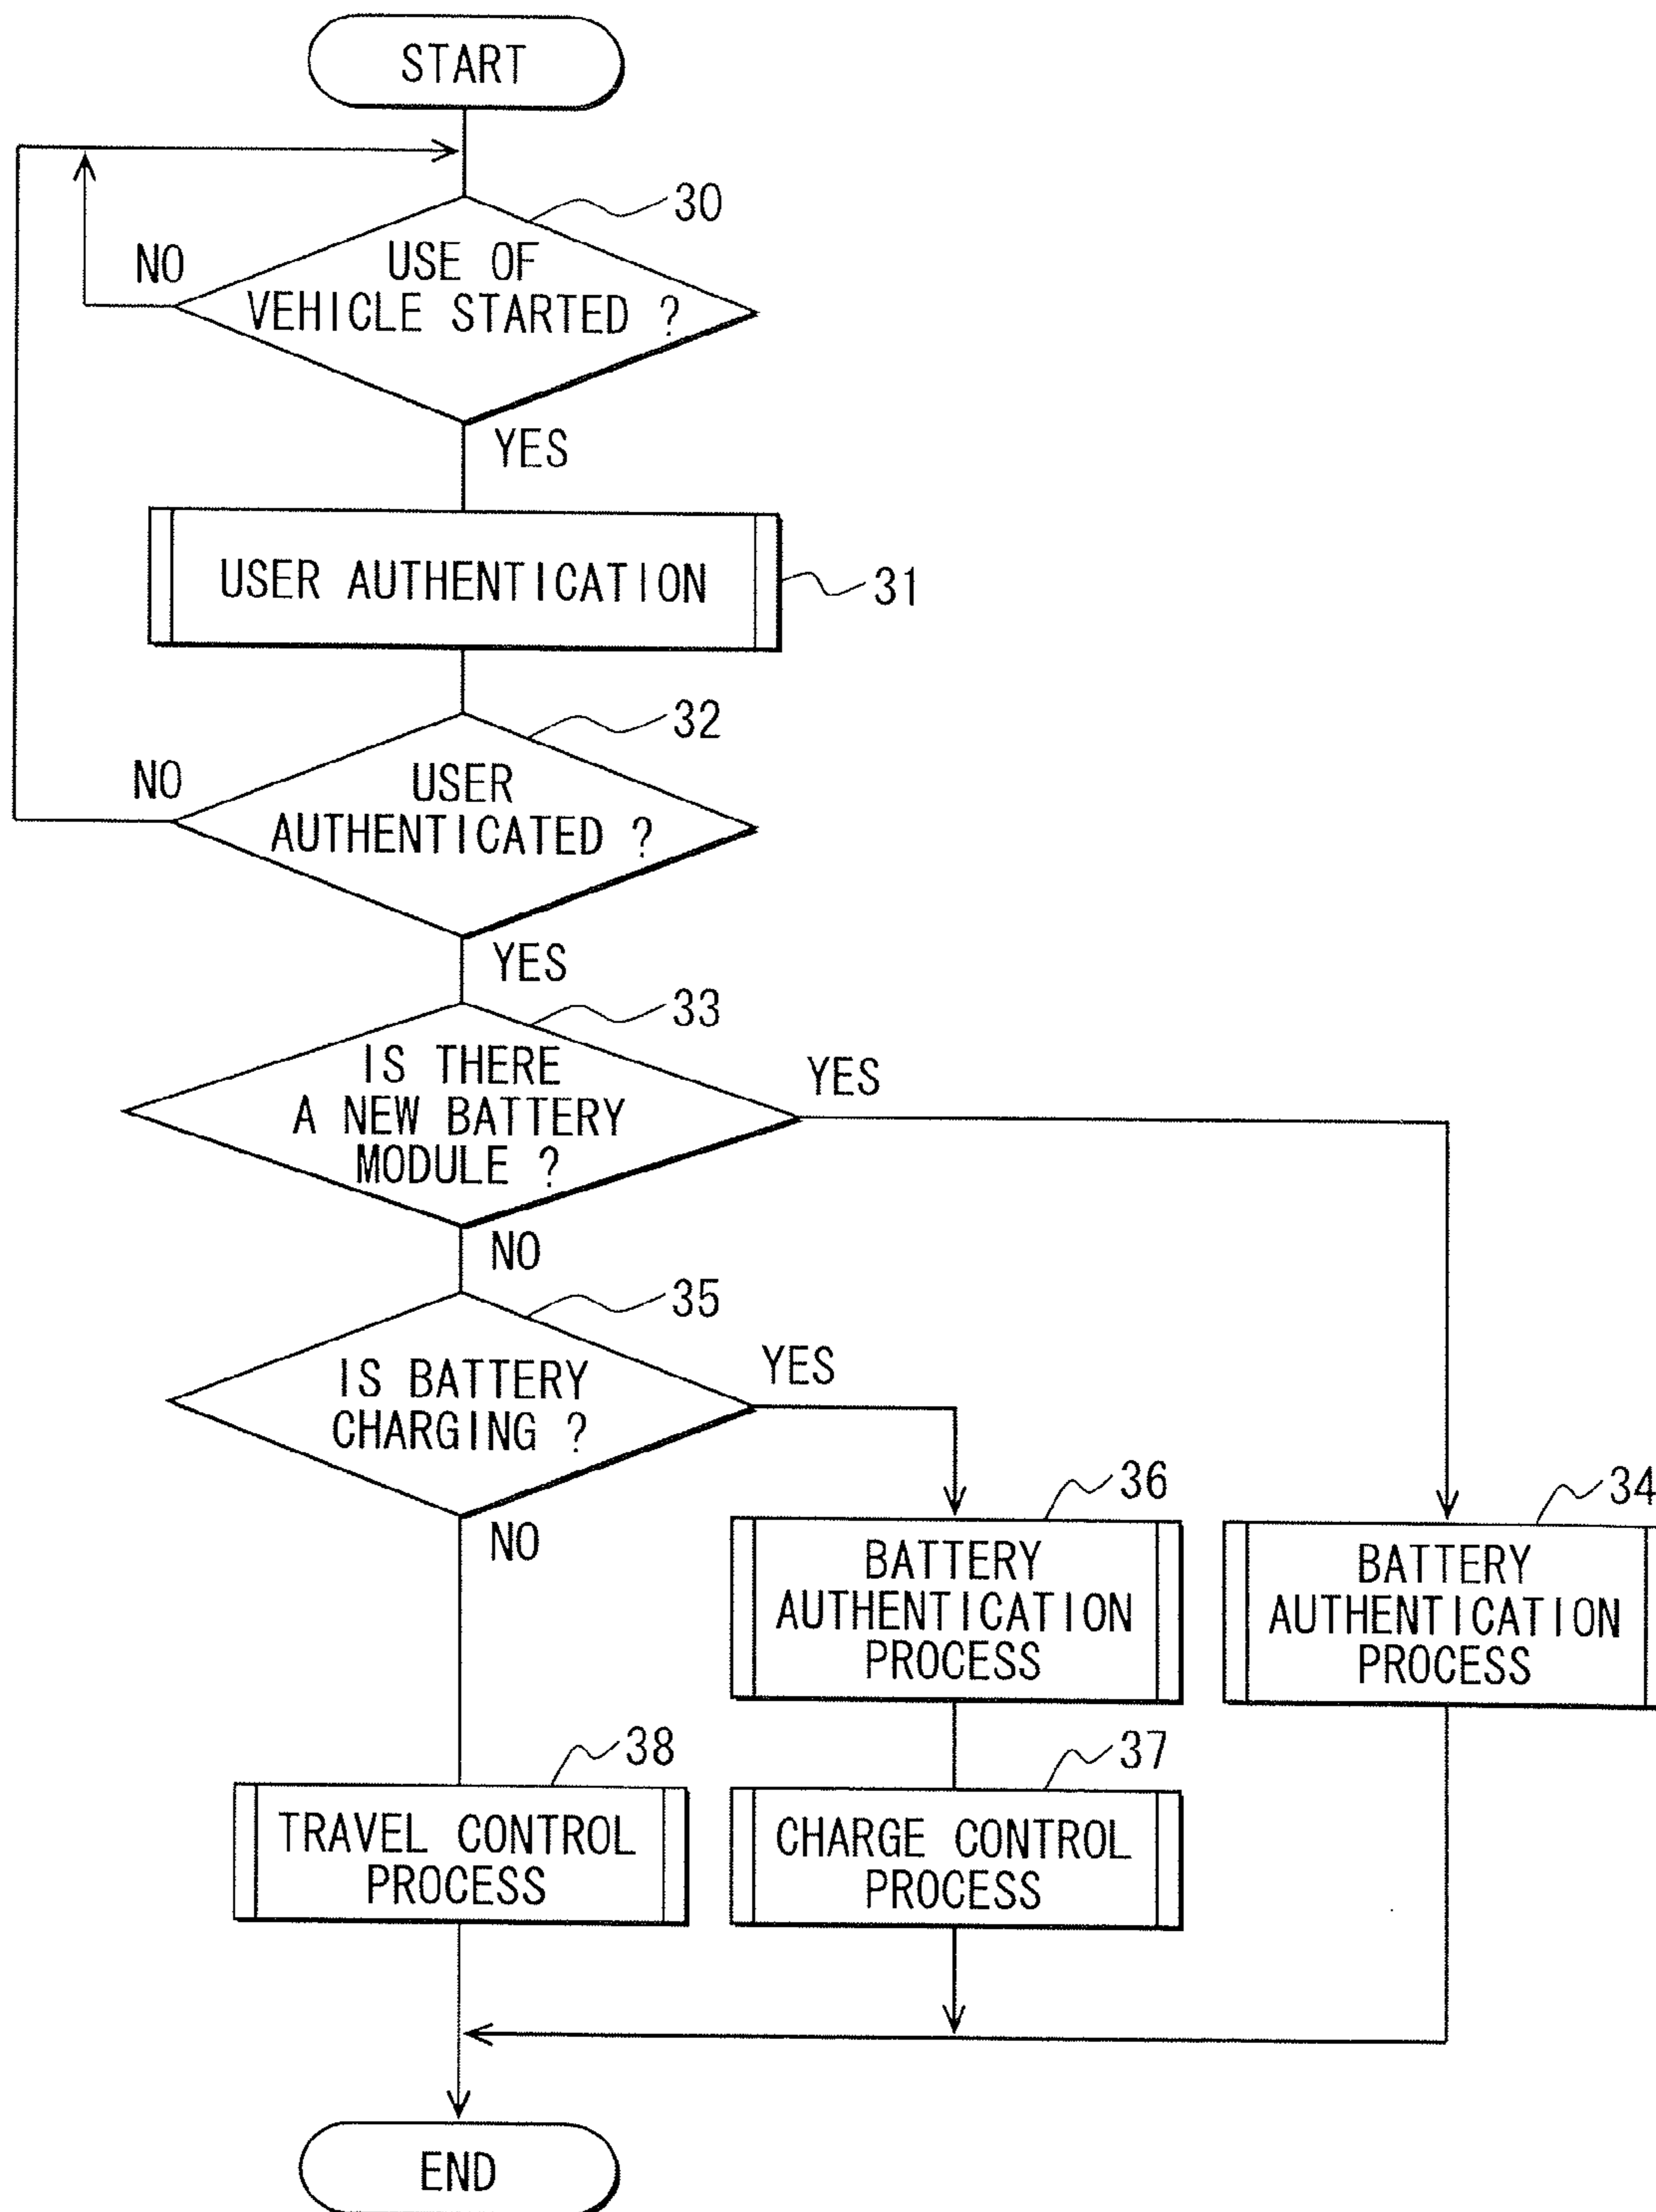 START
30
USE OF
VEHICLE STARTED ?
NO
YES
USER AUTHENTICATION
31
32
USER
AUTHENTICATED ?
NO
YES
33
IS THERE
A NEW BATTERY
MODULE ?
YES
NO
35
IS BATTERY
CHARGING ?
YES
NO
36
BATTERY
AUTHENTICATION
PROCESS
34
BATTERY
AUTHENTICATION
PROCESS
38
TRAVEL CONTROL
PROCESS
37
CHARGE CONTROL
PROCESS
END